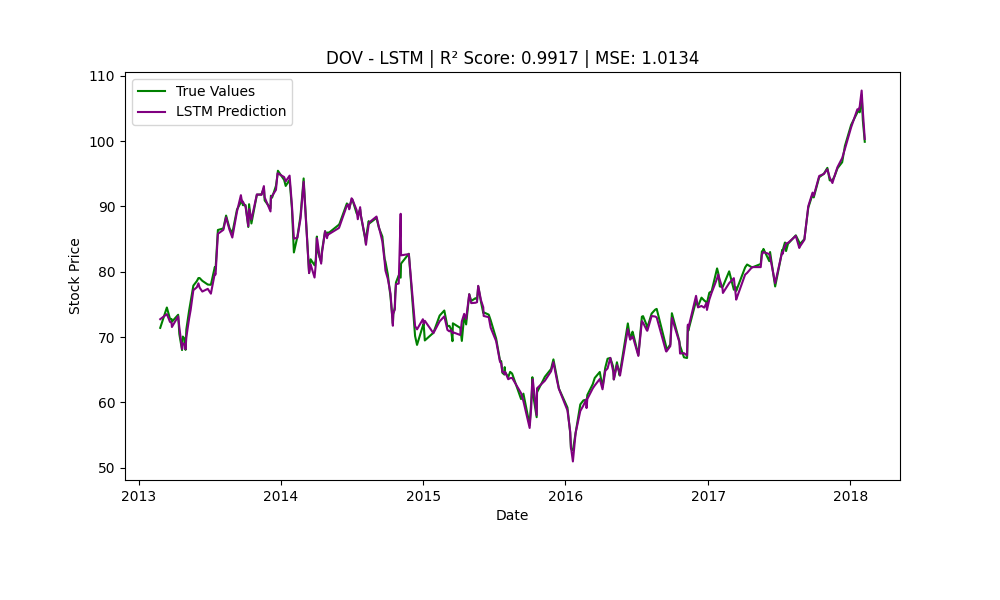 DOV - LSTM | R² Score: 0.9917 | MSE: 1.0134
True Values
LSTM Prediction
Stock Price
110
100
90
80
70
60
50
2013 2014 2015 2016 2017 2018
Date